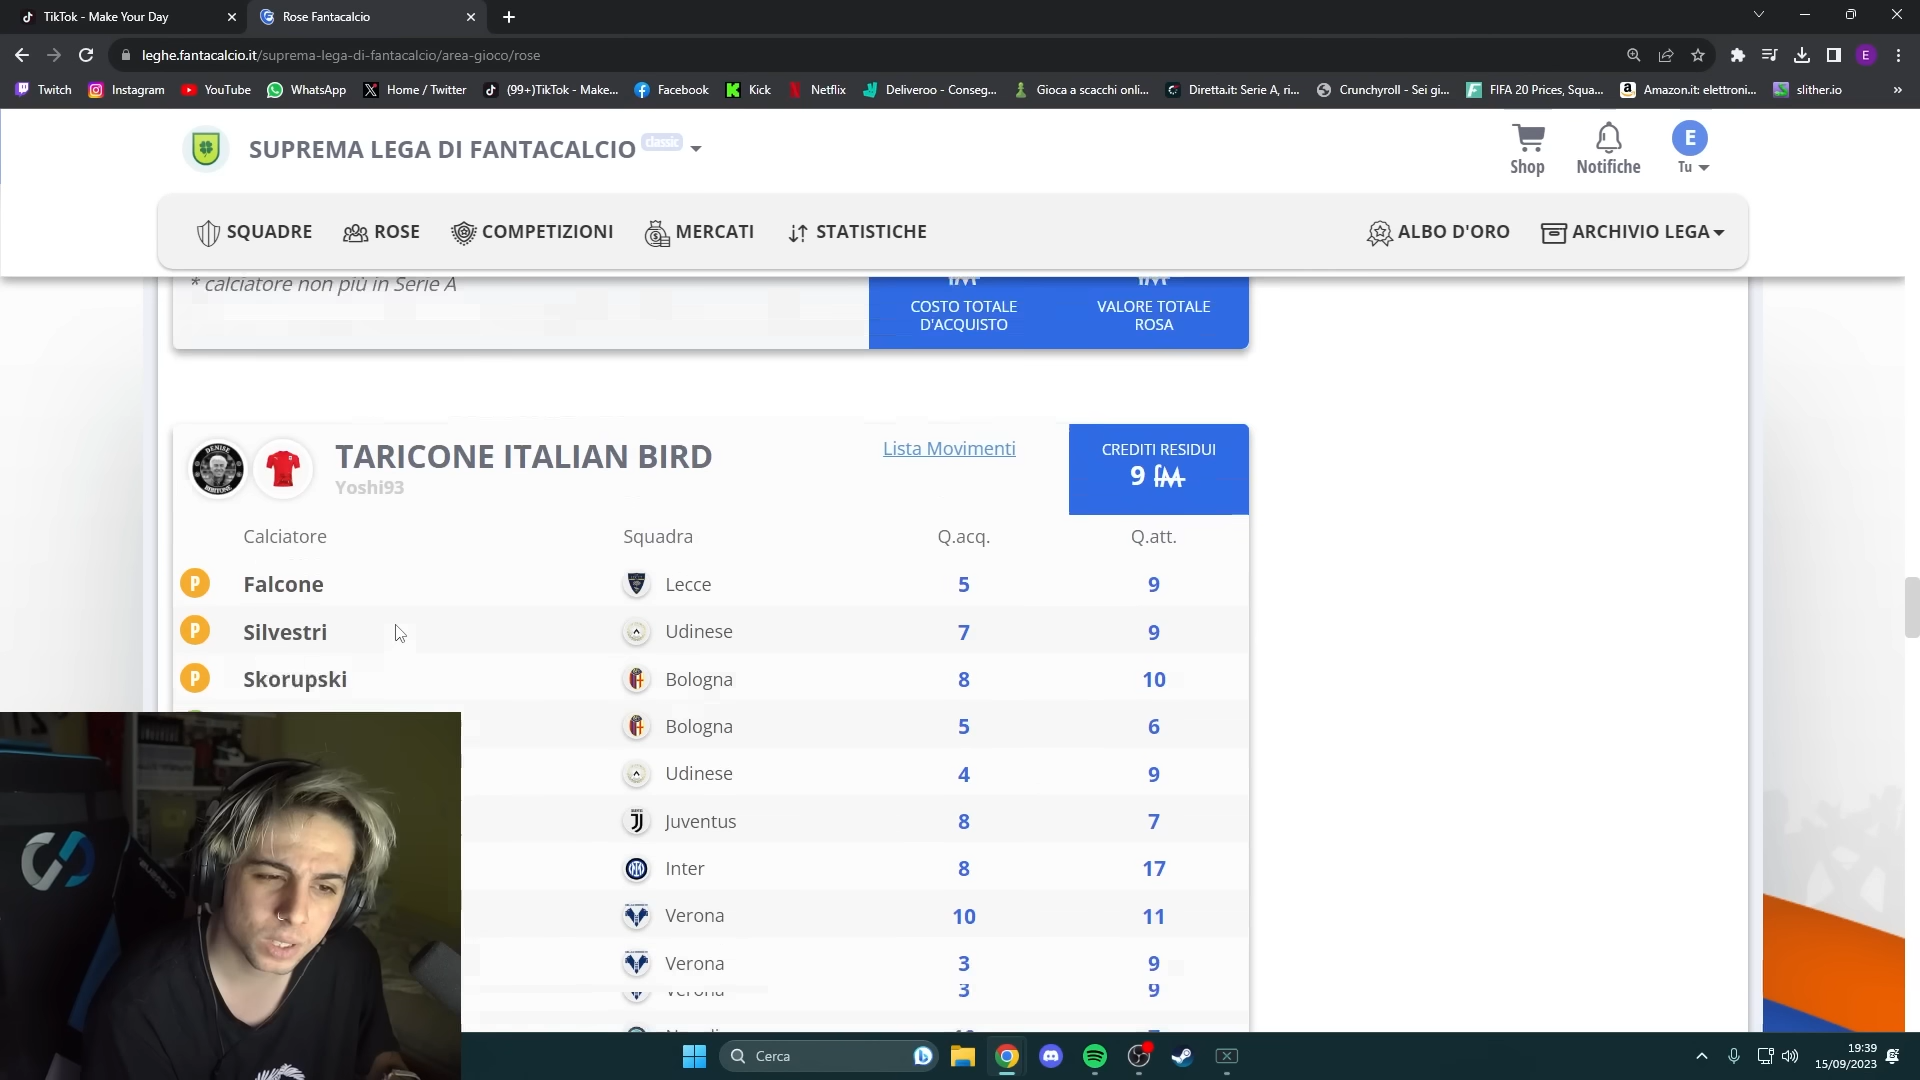 TikTok - Make Your Day
Rose Fantacalcio
leghe.fantacalcio.it/suprema-lega-di-fantacalcio/area-gioco/rose
E
Twitch
Instagram
YouTube
WhatsApp
Home / Twitter
(99+)TikTok - Make...
Facebook
Kick
Netflix
Deliveroo - Conseg...
Gioca a scacchi onli...
Diretta.it: Serie A, ri...
Crunchyroll - Sei gi...
FIFA 20 Prices, Squa...
Amazon.it: elettroni...
slither.io
»
SUPREMA LEGA DI FANTACALCIO classic
Shop
Notifiche
E
Tu
SQUADRE
ROSE
COMPETIZIONI
MERCATI
STATISTICHE
ALBO D'ORO
ARCHIVIO LEGA
* calciatore non più in Serie A
COSTO TOTALE
D'ACQUISTO
VALORE TOTALE
ROSA
TARICONE ITALIAN BIRD
Yoshi93
Lista Movimenti
CREDITI RESIDUI
9
Calciatore Squadra Q.acq. Q.att.
P Falcone Lecce 5 9
P Silvestri Udinese 7 9
P Skorupski Bologna 8 10
Bologna 5 6
Udinese 4 9
Juventus 8 7
Inter 8 17
Verona 10 11
Verona 3 9
Verona 3 9
Cerca
19:39
15/09/2023